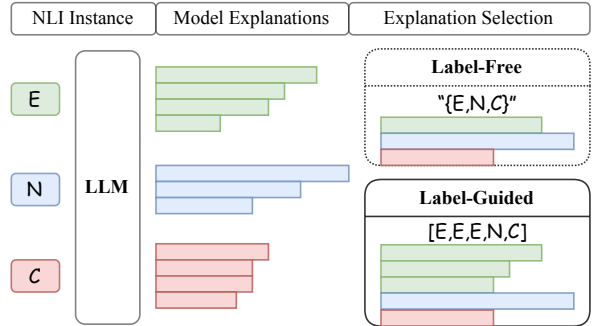 NLI Instance Model Explanations Explanation Selection
Label-Free
E
"{E,N,C}"
LLM
N
Label-Guided
[E,E,E,N,C]
C